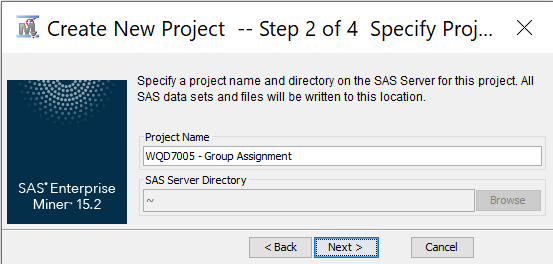 Create New Project -- Step 2 of 4 Specify Proj...
Specify a project name and directory on the SAS Server for this project. All
SAS data sets and files will be written to this location.
Project Name
WQD7005 - Group Assignment
SAS Server Directory
~
Browse
SAS® Enterprise
Miner™ 15.2
< Back
Next >
Cancel